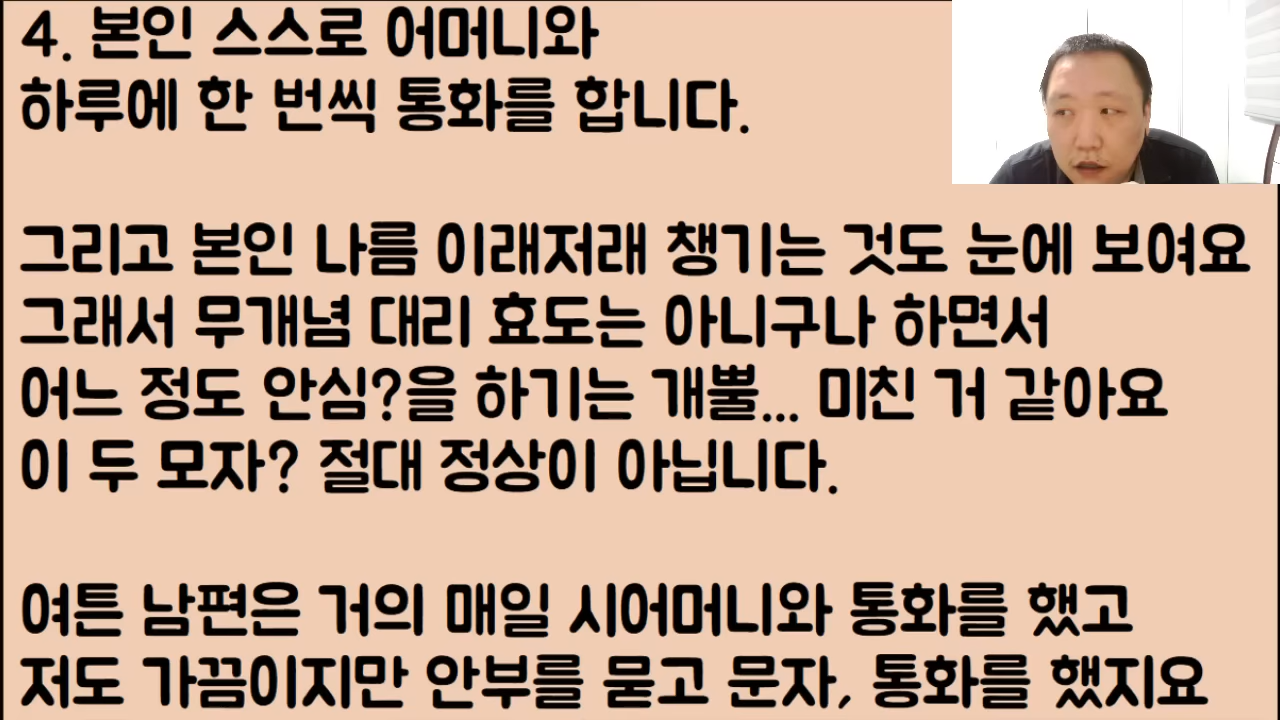 4. 본인 스스로 어머니와
하루에 한 번씩 통화를 합니다.
그리고 본인 나름 이래저래 챙기는 것도 눈에 보여요
그래서 무개념 대리 효도는 아니구나 하면서
어느 정도 안심?을 하기는 개뿔... 미친 거 같아요
이 두 모자? 절대 정상이 아닙니다.
여튼 남편은 거의 매일 시어머니와 통화를 했고
저도 가끔이지만 안부를 묻고 문자, 통화를 했지요